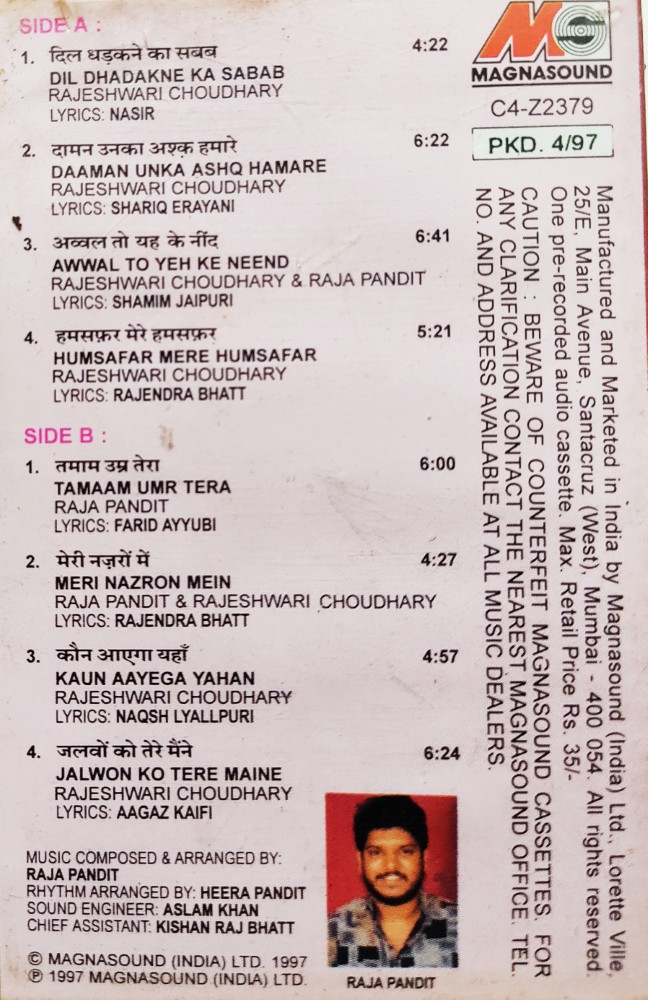 SIDE A :
1. दिल धड़कने का सबब 4:22
DIL DHADAKNE KA SABAB
RAJESHWARI CHOUDHARY
LYRICS: NASIR
2. दामन उनका अश्क़ हमारे 6:22
DAAMAN UNKA ASHQ HAMARE
RAJESHWARI CHOUDHARY
LYRICS: SHARIQ ERAYANI
3. अव्वल तो यह के नींद 6:41
AWWAL TO YEH KE NEEND
RAJESHWARI CHOUDHARY & RAJA PANDIT
LYRICS: SHAMIM JAIPURI
4. हमसफ़र मेरे हमसफ़र 5:21
HUMSAFAR MERE HUMSAFAR
RAJESHWARI CHOUDHARY
LYRICS: RAJENDRA BHATT
SIDE B :
1. तमाम उम्र तेरा 6:00
TAMAAM UMR TERA
RAJA PANDIT
LYRICS: FARID AYYUBI
2. मेरी नज़रों में 4:27
MERI NAZRON MEIN
RAJA PANDIT & RAJESHWARI CHOUDHARY
LYRICS: RAJENDRA BHATT
3. कौन आएगा यहाँ 4:57
KAUN AAYEGA YAHAN
RAJESHWARI CHOUDHARY
LYRICS: NAQSH LYALLPURI
4. जलवों को तेरे मैंने 6:24
JALWON KO TERE MAINE
RAJESHWARI CHOUDHARY
LYRICS: AAGAZ KAIFI
MUSIC COMPOSED & ARRANGED BY:
RAJA PANDIT
RHYTHM ARRANGED BY: HEERA PANDIT
SOUND ENGINEER: ASLAM KHAN
CHIEF ASSISTANT: KISHAN RAJ BHATT
© MAGNASOUND (INDIA) LTD. 1997
℗ 1997 MAGNASOUND (INDIA) LTD.
RAJA PANDIT
MAGNASOUND
C4-Z2379
PKD. 4/97
Manufactured and Marketed in India by Magnasound (India) Ltd., Lorette Ville,
25/E, Main Avenue, Santacruz (West), Mumbai - 400 054. All rights reserved.
One pre-recorded audio cassette. Max. Retail Price Rs. 35/-
CAUTION : BEWARE OF COUNTERFEIT MAGNASOUND CASSETTES. FOR
ANY CLARIFICATION CONTACT THE NEAREST MAGNASOUND OFFICE. TEL.
NO. AND ADDRESS AVAILABLE AT ALL MUSIC DEALERS.